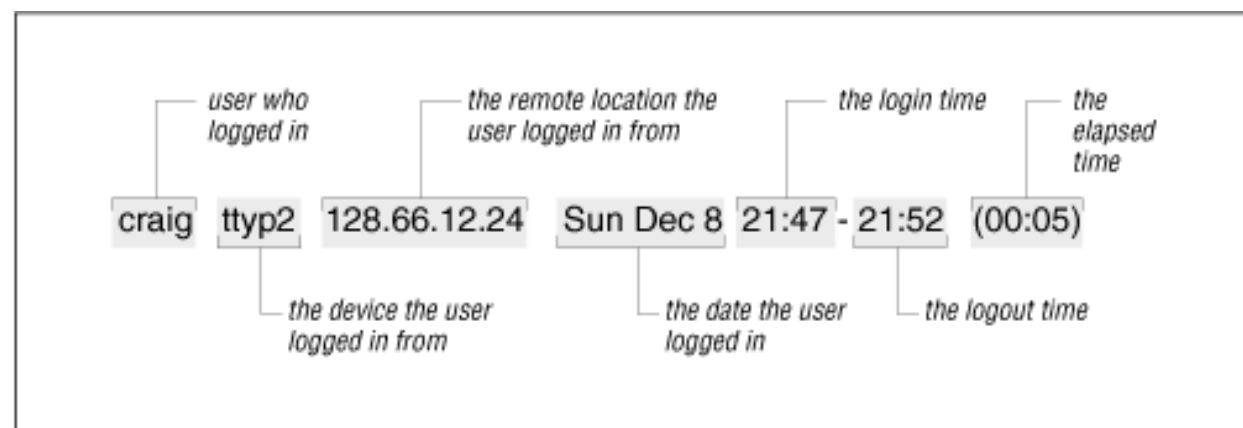 user who
logged in
the remote location the
user logged in from
the login time
the
elapsed
time
craig ttyp2 128.66.12.24 Sun Dec 8 21:47 - 21:52 (00:05)
the device the user
logged in from
the date the user
logged in
the logout time